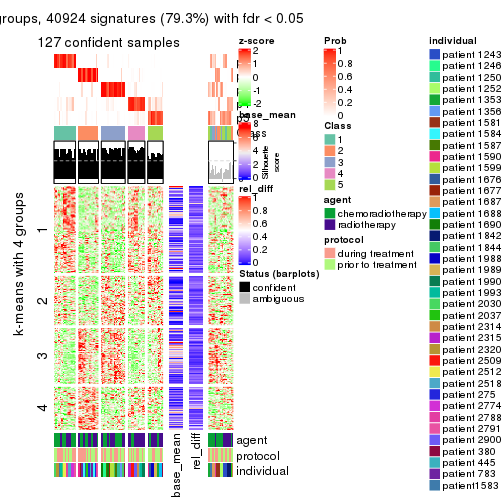 groups, 40924 signatures (79.3%) with fdr < 0.05
127 confident samples
k-means with 4 groups
1
2
3
4
base_mean
rel_diff
agent
protocol
individual
z-score
2
1
0
-1
-2
base_mean
8
6
4
2
0
Silhouette
score
rel_diff
1
0.8
0.6
0.4
0.2
0
Status (barplots)
confident
ambiguous
Prob
1
0.8
0.6
0.4
0.2
0
Class
1
2
3
4
5
agent
chemoradiotherapy
radiotherapy
protocol
during treatment
prior to treatment
individual
patient 1243
patient 1246
patient 1250
patient 1252
patient 1353
patient 1356
patient 1581
patient 1584
patient 1587
patient 1590
patient 1599
patient 1676
patient 1677
patient 1687
patient 1688
patient 1690
patient 1842
patient 1844
patient 1988
patient 1989
patient 1990
patient 1993
patient 2030
patient 2037
patient 2314
patient 2315
patient 2320
patient 2509
patient 2512
patient 2518
patient 275
patient 2774
patient 2788
patient 2791
patient 2900
patient 380
patient 445
patient 783
patient1583